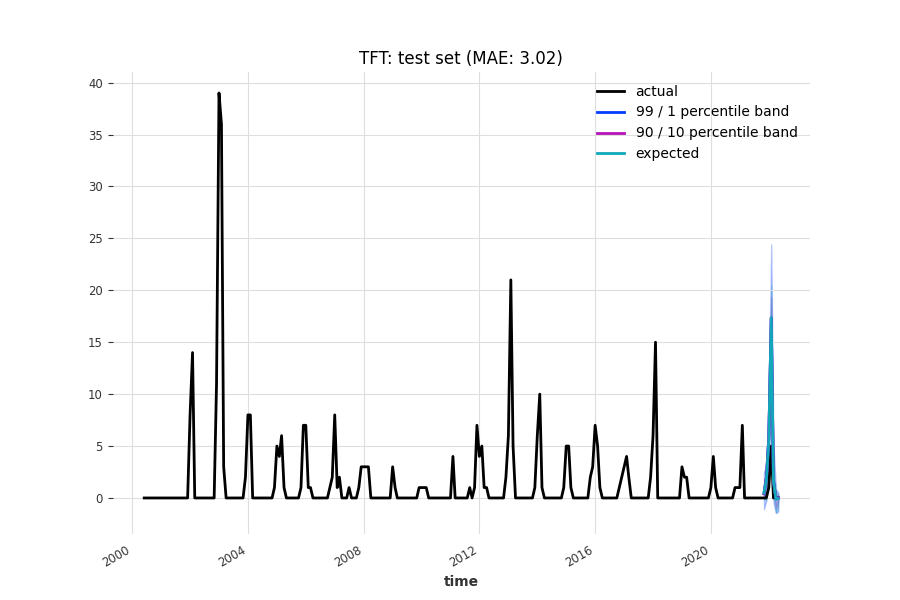 TFT: test set (MAE: 3.02)
actual
99 / 1 percentile band
90 / 10 percentile band
expected
40
35
30
25
20
15
10
5
0
2000
2004
2008
2012
2016
2020
time